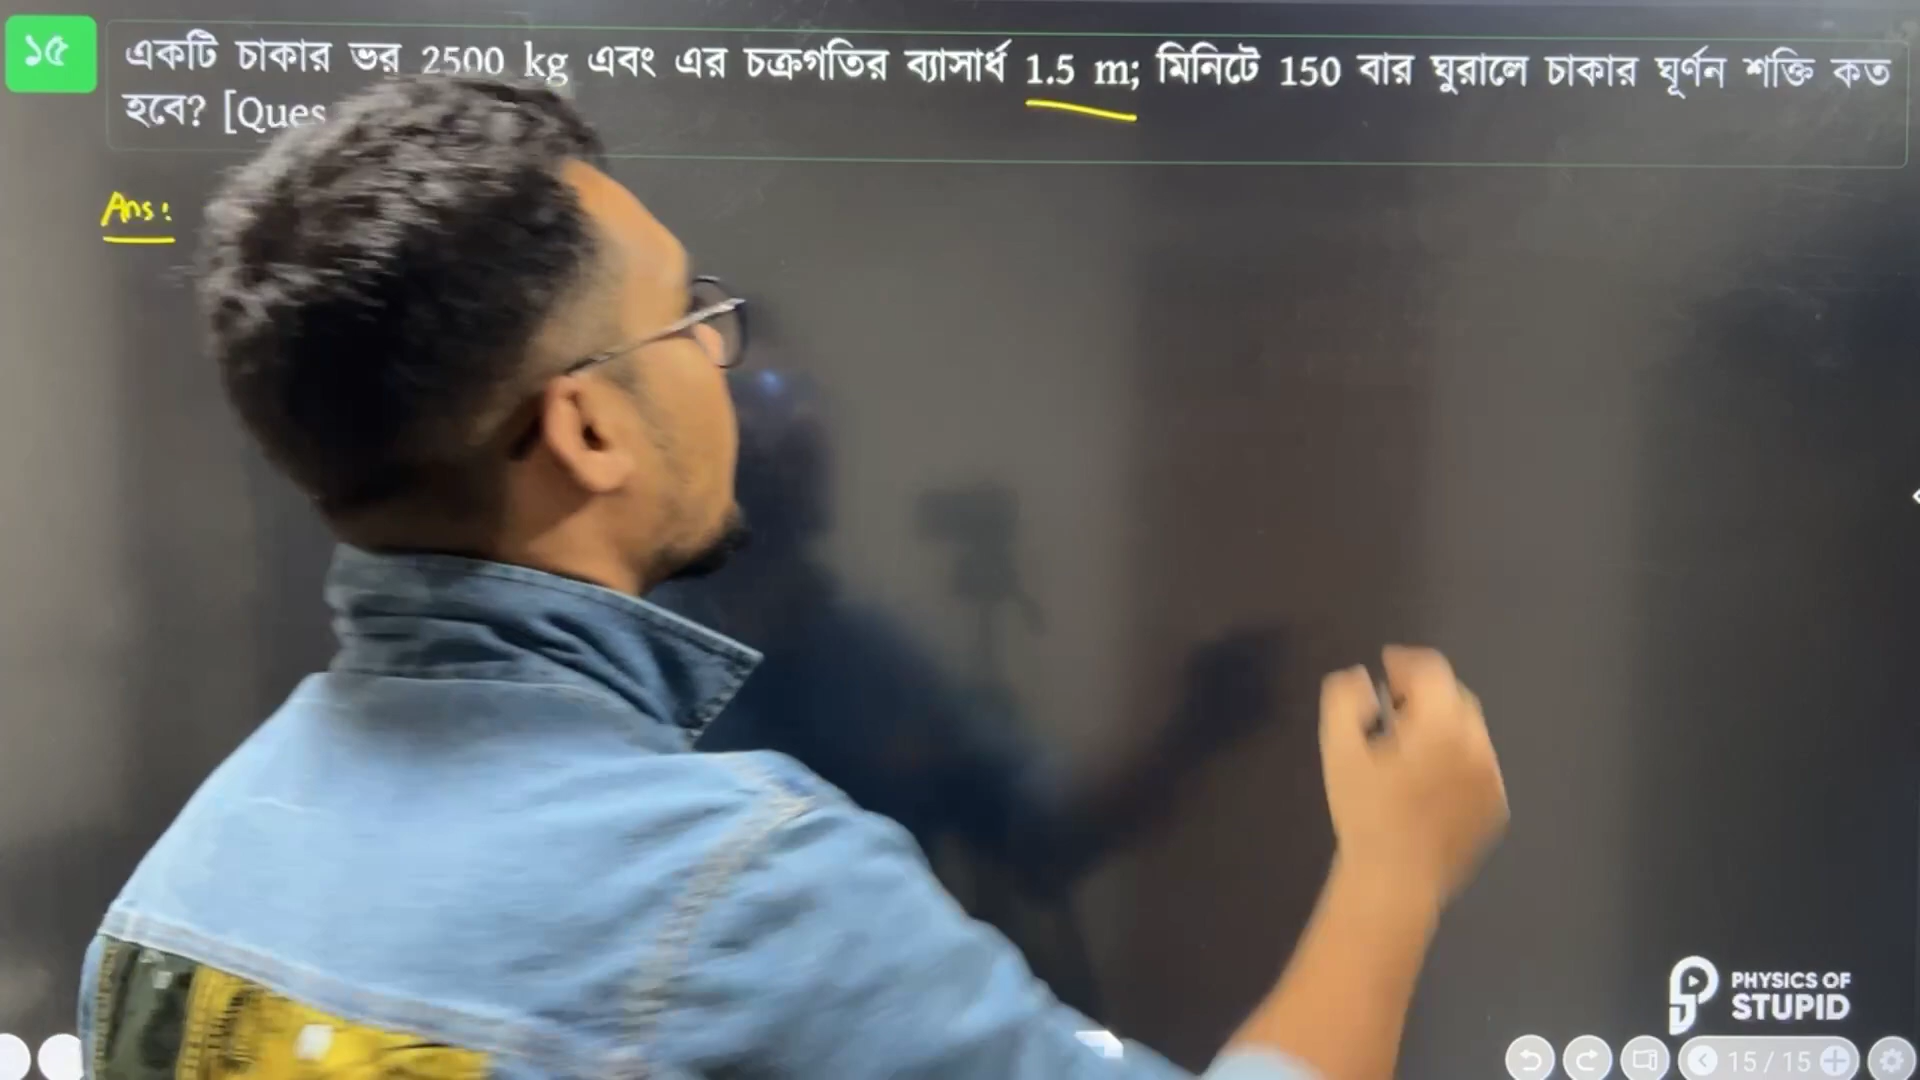 ১৫
একটি চাকার ভর 2500 kg এবং এর চক্রগতির ব্যাসার্ধ 1.5 m; মিনিটে 150 বার ঘুরালে চাকার ঘূর্ণন শক্তি কত
হবে? [Ques
Ans:
PHYSICS OF
STUPID
15/15